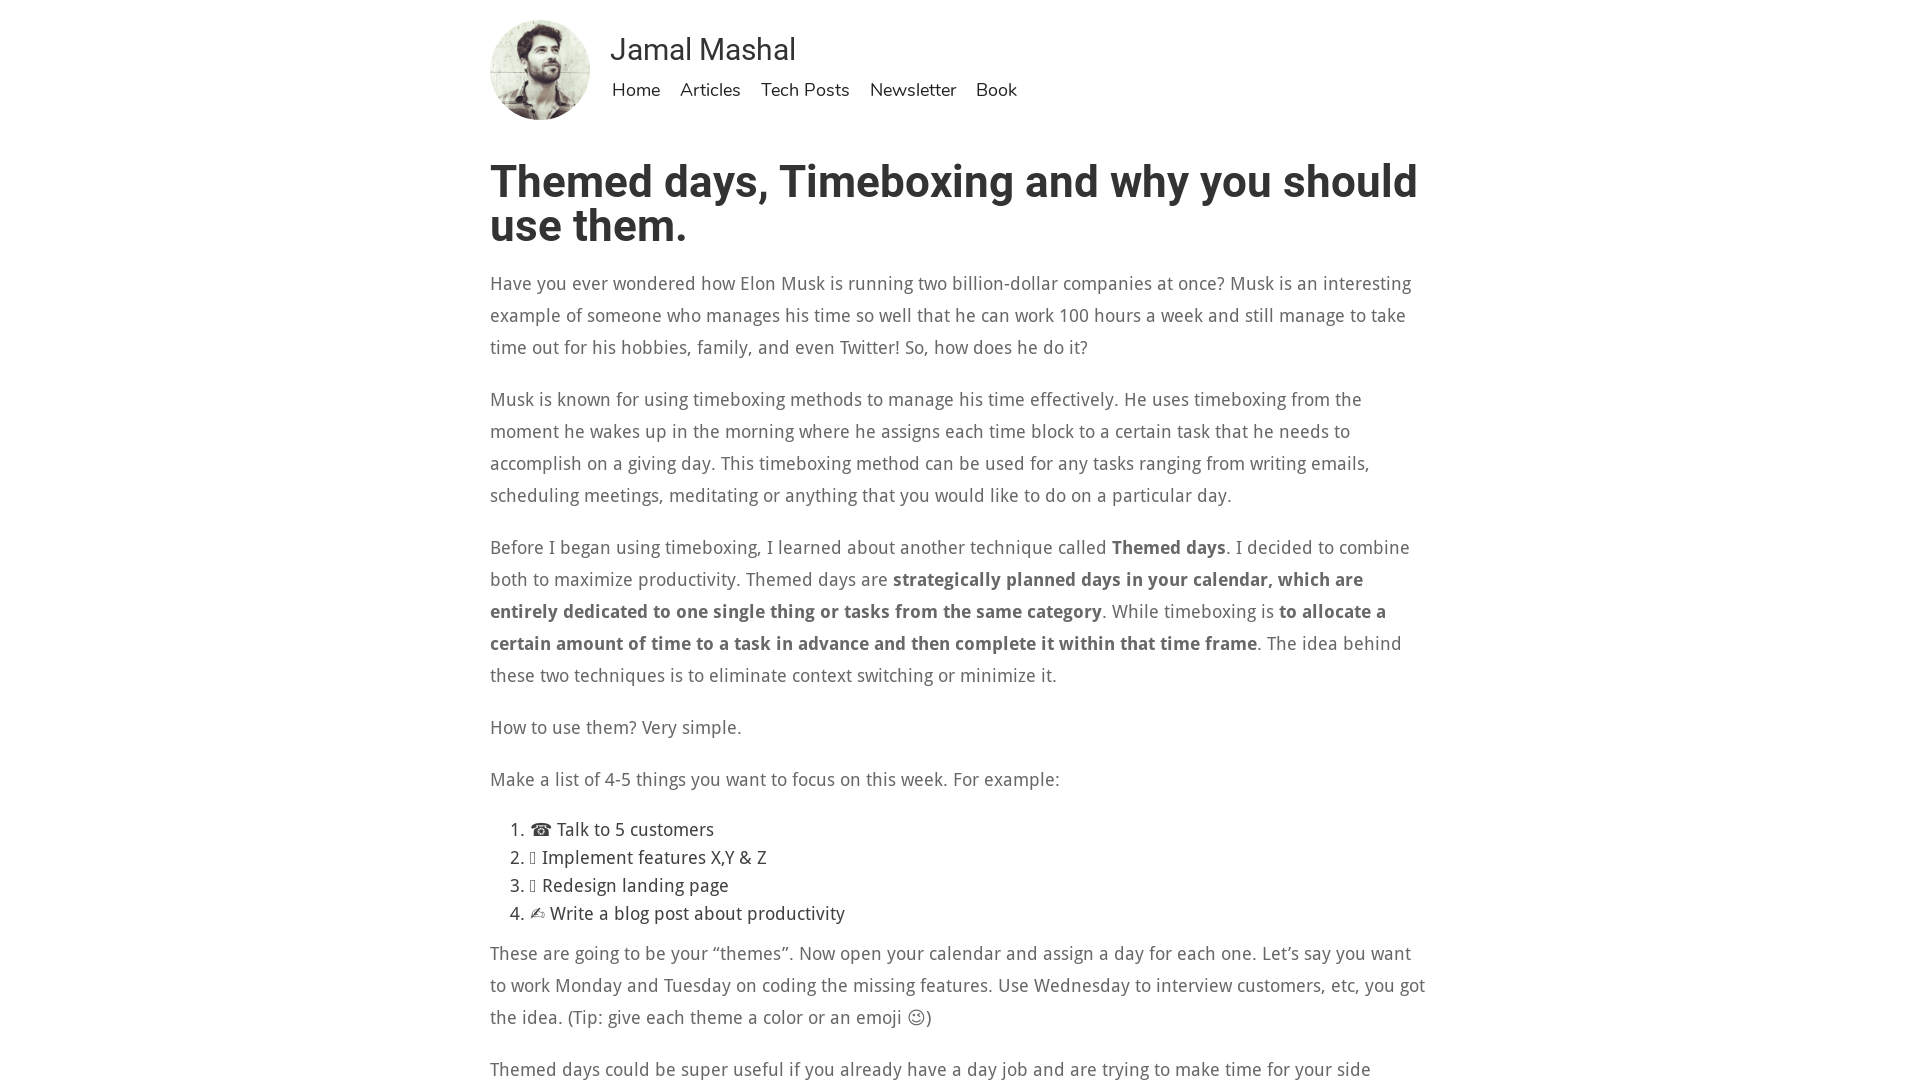 Jamal Mashal
Home Articles Tech Posts Newsletter Book
Themed days, Timeboxing and why you should
use them.
Have you ever wondered how Elon Musk is running two billion-dollar companies at once? Musk is an interesting
example of someone who manages his time so well that he can work 100 hours a week and still manage to take
time out for his hobbies, family, and even Twitter! So, how does he do it?
Musk is known for using timeboxing methods to manage his time effectively. He uses timeboxing from the
moment he wakes up in the morning where he assigns each time block to a certain task that he needs to
accomplish on a giving day. This timeboxing method can be used for any tasks ranging from writing emails,
scheduling meetings, meditating or anything that you would like to do on a particular day.
Before I began using timeboxing, I learned about another technique called Themed days. I decided to combine
both to maximize productivity. Themed days are strategically planned days in your calendar, which are
entirely dedicated to one single thing or tasks from the same category. While timeboxing is to allocate a
certain amount of time to a task in advance and then complete it within that time frame. The idea behind
these two techniques is to eliminate context switching or minimize it.
How to use them? Very simple.
Make a list of 4-5 things you want to focus on this week. For example:
1. ☎ Talk to 5 customers
2. Implement features X,Y & Z
3. Redesign landing page
4. ✍ Write a blog post about productivity
These are going to be your “themes”. Now open your calendar and assign a day for each one. Let’s say you want
to work Monday and Tuesday on coding the missing features. Use Wednesday to interview customers, etc, you got
the idea. (Tip: give each theme a color or an emoji 😉)
Themed days could be super useful if you already have a day job and are trying to make time for your side